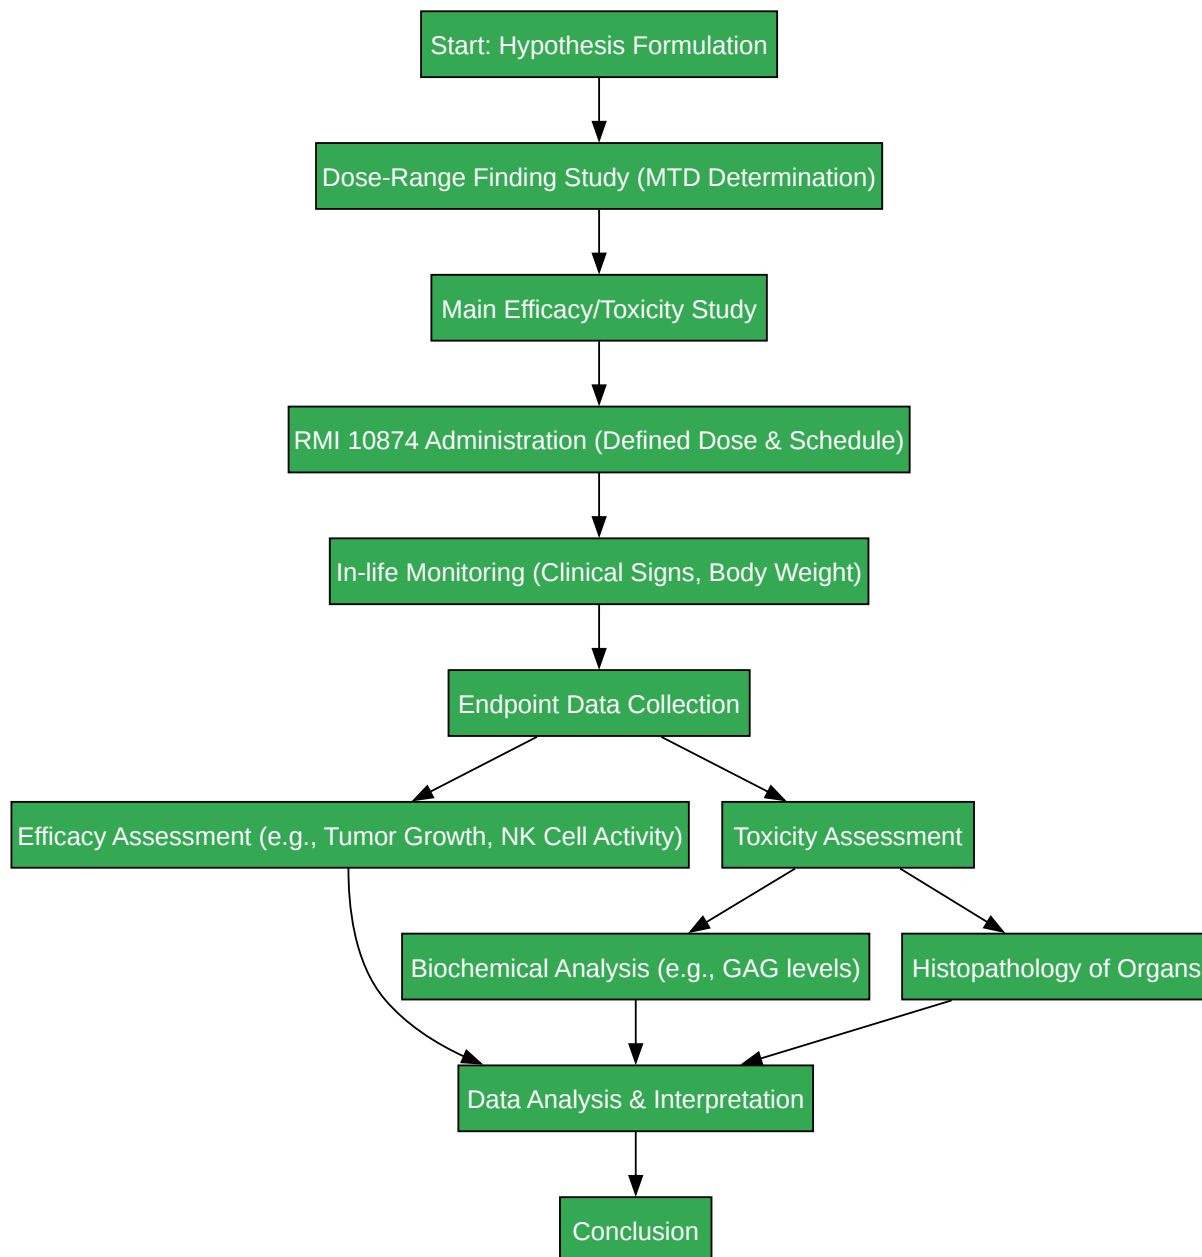 Start: Hypothesis Formulation
Dose-Range Finding Study (MTD Determination)
Main Efficacy/Toxicity Study
RMI 10874 Administration (Defined Dose & Schedule)
In-life Monitoring (Clinical Signs, Body Weight)
Endpoint Data Collection
Efficacy Assessment (e.g., Tumor Growth, NK Cell Activity)
Toxicity Assessment
Biochemical Analysis (e.g., GAG levels)
Histopathology of Organs
Data Analysis & Interpretation
Conclusion